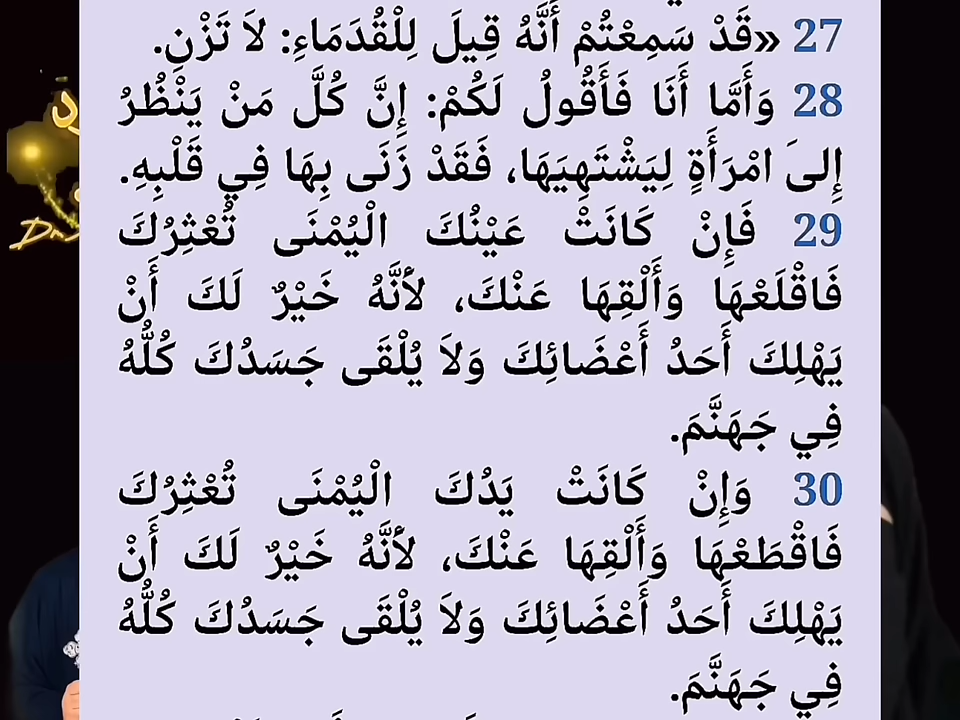 27 «قَدْ سَمِعْتُمْ أَنَّهُ قِيلَ لِلْقُدَمَاءِ: لاَ تَزْنِ.
28 وَأَمَّا أَنَا فَأَقُولُ لَكُمْ: إِنَّ كُلَّ مَنْ يَنْظُرُ
إِلىَ امْرَأَةٍ لِيَشْتَهِيَهَا، فَقَدْ زَنَى بِهَا فِي قَلْبِهِ.
29 فَإِنْ كَانَتْ عَيْنُكَ الْيُمْنَى تُعْثِرُكَ
فَاقْلَعْهَا وَأَلْقِهَا عَنْكَ، لأَنَّهُ خَيْرٌ لَكَ أَنْ
يَهْلِكَ أَحَدُ أَعْضَائِكَ وَلاَ يُلْقَى جَسَدُكَ كُلُّهُ
فِي جَهَنَّمَ.
30 وَإِنْ كَانَتْ يَدُكَ الْيُمْنَى تُعْثِرُكَ
فَاقْطَعْهَا وَأَلْقِهَا عَنْكَ، لأَنَّهُ خَيْرٌ لَكَ أَنْ
يَهْلِكَ أَحَدُ أَعْضَائِكَ وَلاَ يُلْقَى جَسَدُكَ كُلُّهُ
فِي جَهَنَّمَ.